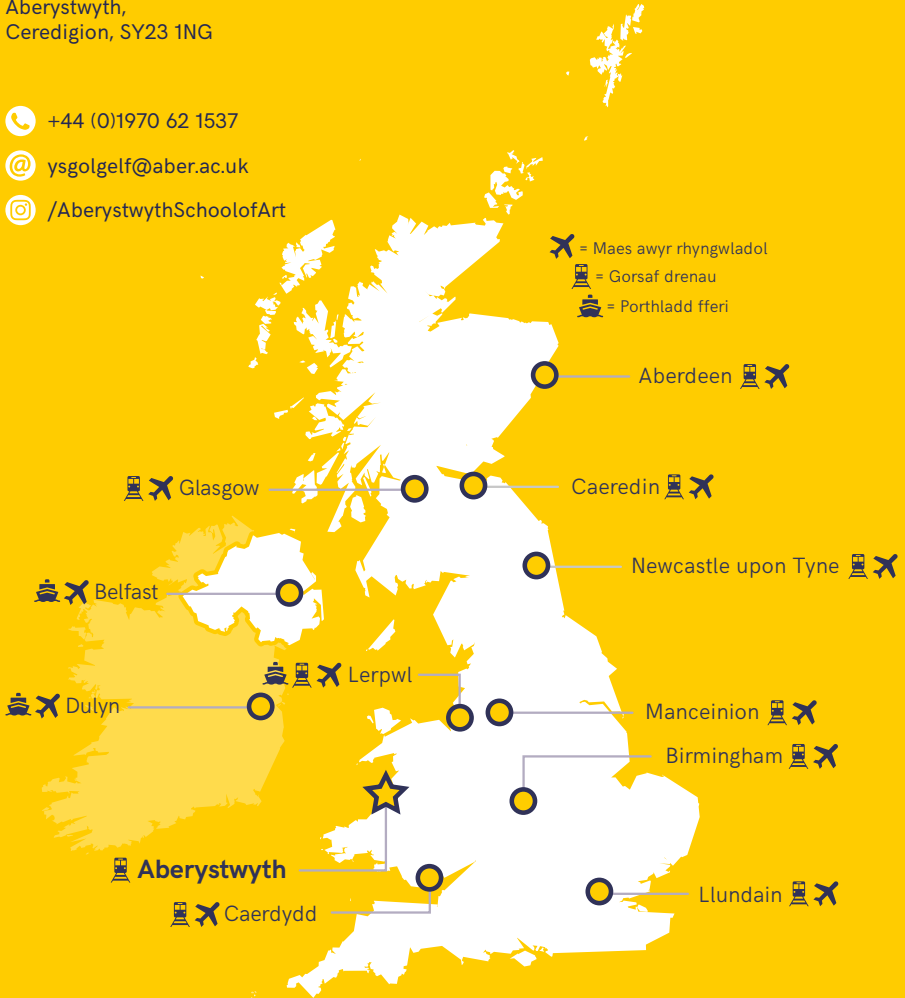 Aberystwyth,
Ceredigion, SY23 1NG
+44 (0)1970 62 1537
@ ysgolgelf@aber.ac.uk
/AberystwythSchoolofArt
= Maes awyr rhyngwladol
= Gorsaf drenau
= Porthladd fferi
Aberdeen
Glasgow
Caeredin
Newcastle upon Tyne
Belfast
Lerpwl
Dulyn
Manceinion
Birmingham
Aberystwyth
Llundain
Caerdydd